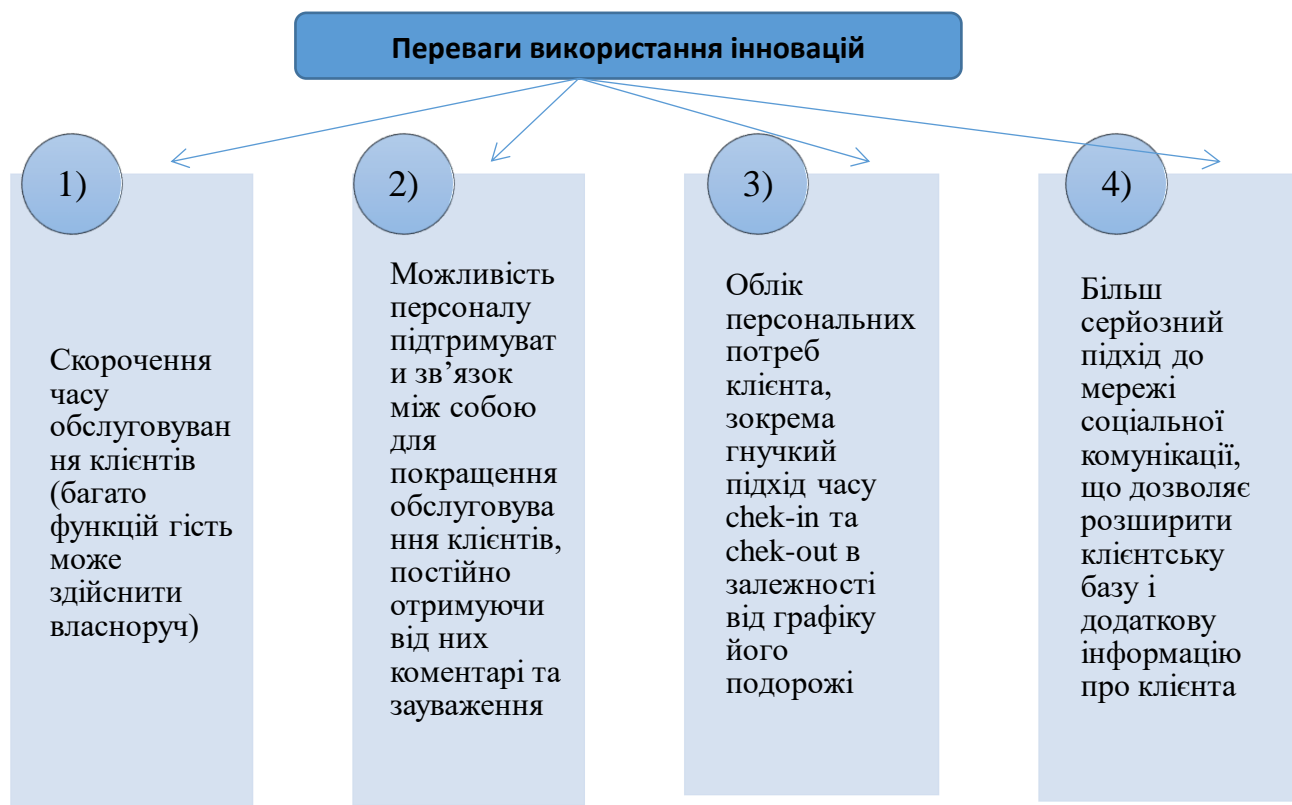 Переваги використання інновацій
1)
Скорочення
часу
обслуговуван
ня клієнтів
(багато
функцій гість
може
здійснити
власноруч)
2)
Можливість
персоналу
підтримуват
и зв’язок
між собою
для
покращення
обслуговува
ння клієнтів,
постійно
отримуючи
від них
коментарі та
зауваження
3)
Облік
персональних
потреб
клієнта,
зокрема
гнучкий
підхід часу
chek-in та
chek-out в
залежності
від графіку
його
подорожі
4)
Більш
серйозний
підхід до
мережі
соціальної
комунікації,
що дозволяє
розширити
клієнтську
базу і
додаткову
інформацію
про клієнта